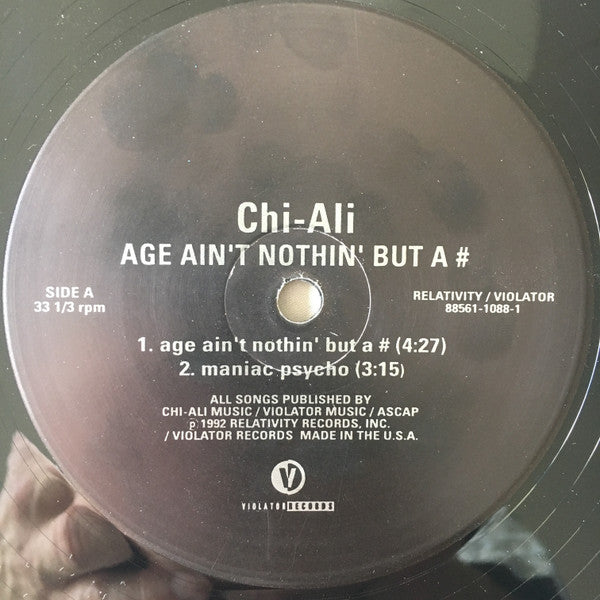 Chi-Ali
AGE AIN'T NOTHIN' BUT A #
SIDE A
33 1/3 rpm
RELATIVITY / VIOLATOR
88561-1088-1
1. age ain't nothin' but a # (4:27)
2. maniac psycho (3:15)
ALL SONGS PUBLISHED BY
CHI-ALI MUSIC / VIOLATOR MUSIC / ASCAP
℗1992 RELATIVITY RECORDS, INC.
/ VIOLATOR RECORDS MADE IN THE U.S.A.
V
VIOLATOR RECORDS